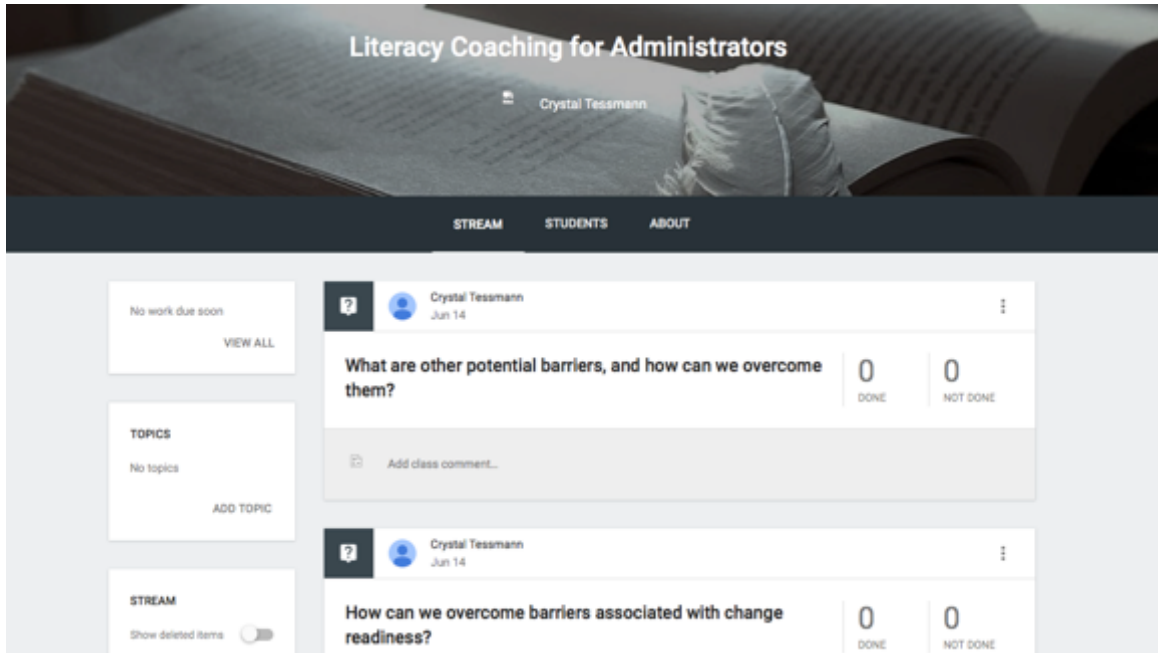 Literacy Coaching for Administrators
Crystal Tessmann
STREAM STUDENTS ABOUT
No work due soon
VIEW ALL
TOPICS
No topics
ADD TOPIC
STREAM
Show deleted items
Crystal Tessmann
Jun 14
What are other potential barriers, and how can we overcome
them?
0 DONE
0 NOT DONE
Add class comment...
Crystal Tessmann
Jun 14
How can we overcome barriers associated with change
readiness?
0 DONE
0 NOT DONE